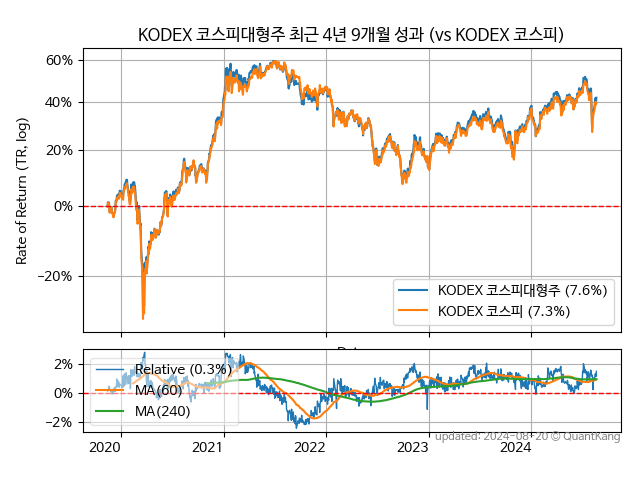 KODEX 코스피대형주 최근 4년 9개월 성과 (vs KODEX 코스피)
60%
40%
20%
0%
−20%
Rate of Return (TR, log)
KODEX 코스피대형주 (7.6%)
KODEX 코스피 (7.3%)
2%
0%
−2%
Relative (0.3%)
MA(60)
MA(240)
2020
2021
2022
2023
2024
updated: 2024-08-20 © QuantKang